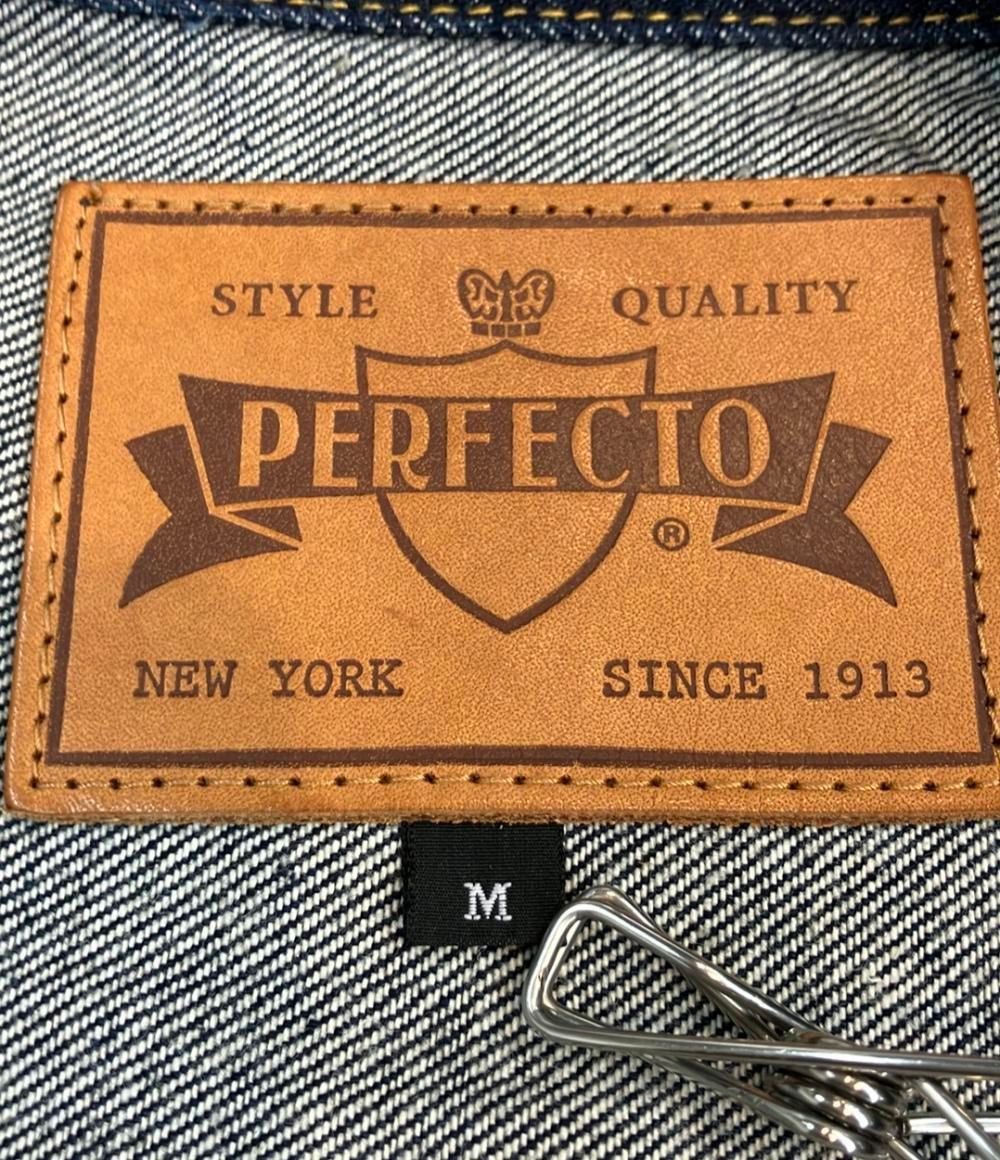 STYLE QUALITY
PERFECTO
®
NEW YORK SINCE 1913
M